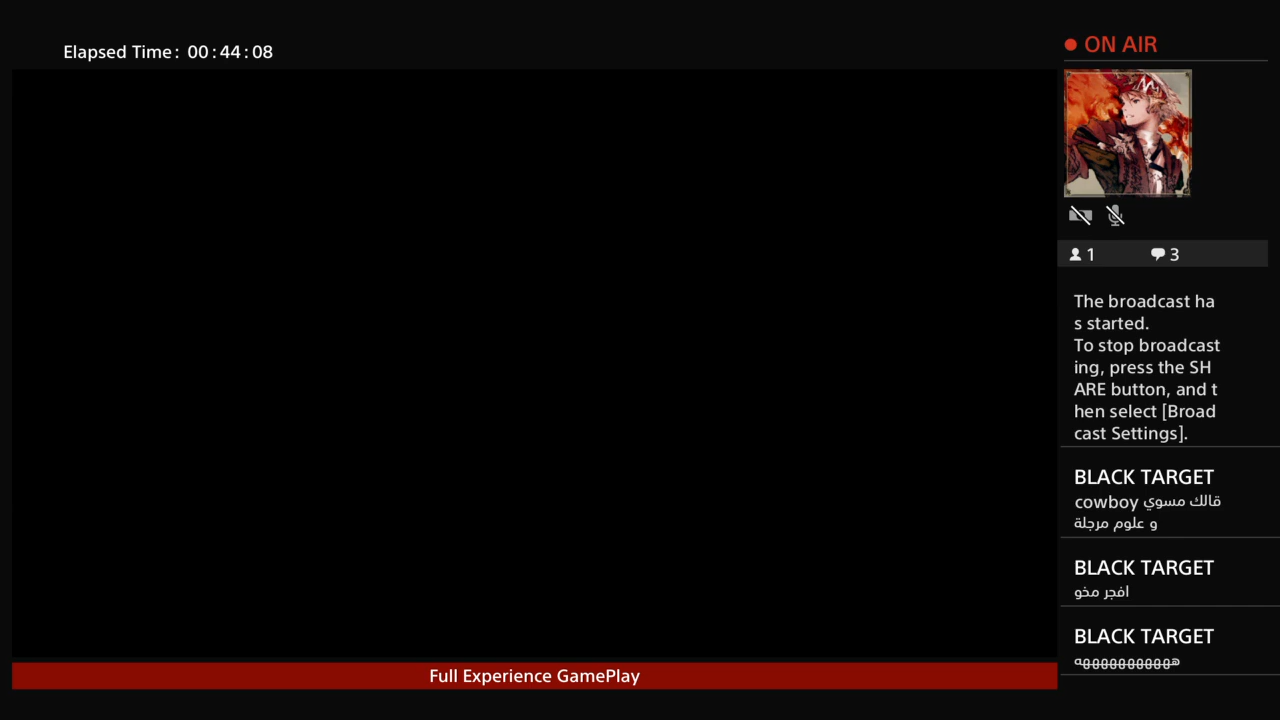 Elapsed Time: 00:44:08
ON AIR
1
3
The broadcast ha
s started.
To stop broadcast
ing, press the SH
ARE button, and t
hen select [Broad
cast Settings].
BLACK TARGET
cowboy قالك مسوي
و علوم مرجلة
BLACK TARGET
افجر مخو
BLACK TARGET
هههههههههههه
Full Experience GamePlay